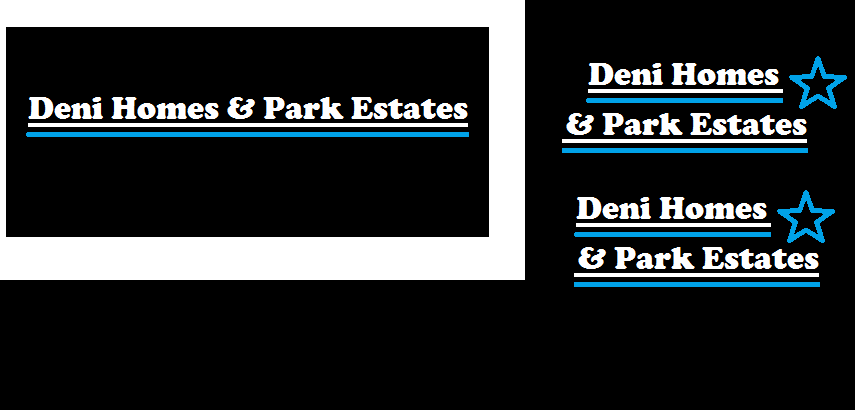 Deni Homes & Park Estates
Deni Homes
& Park Estates
Deni Homes
& Park Estates